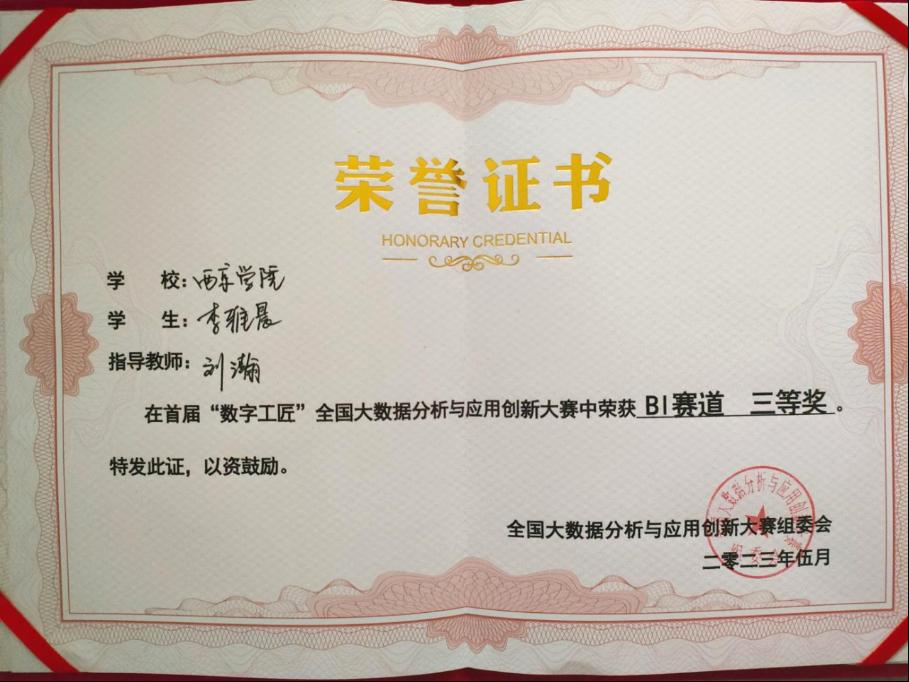 荣誉证书
HONORARY CREDENTIAL
学 校：西京学院
学 生：李雅晨
指导教师：刘瀚
在首届“数字工匠”全国大数据分析与应用创新大赛中荣获 BI赛道 三等奖 。
特发此证，以资鼓励。
全国大数据分析与应用创新大赛组委会
二零二三年伍月